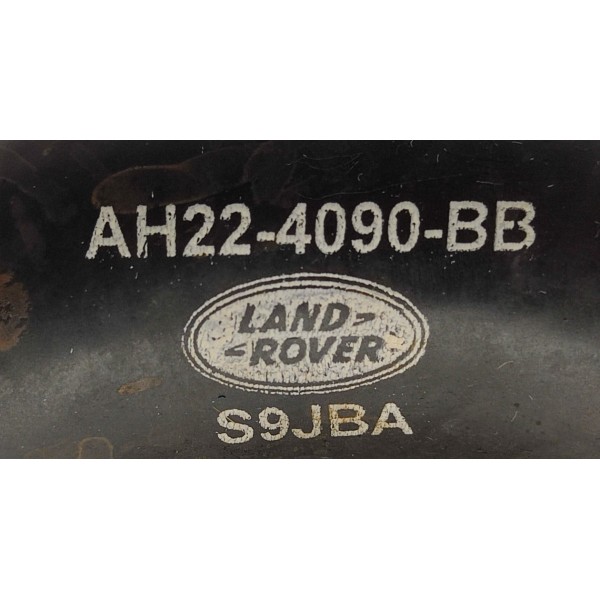 AH22-4090-BB
LAND
ROVER
S9JBA